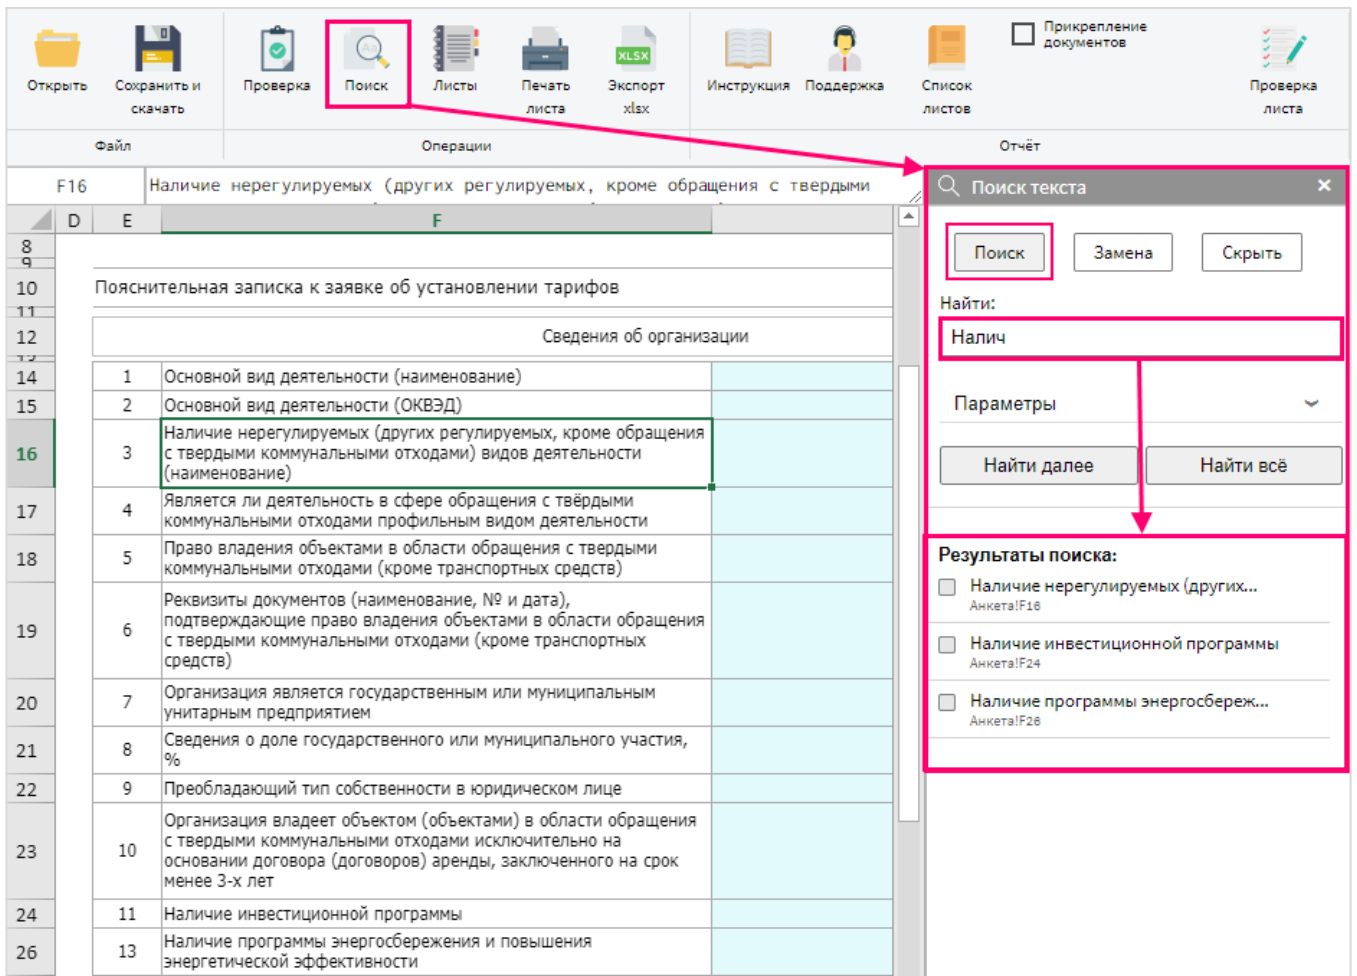 Прикрепление
документов
Открыть
Сохранить и
скачать
Проверка
Поиск
Листы
Печать
листа
XLSX
Экспорт
xlsx
Инструкция
Поддержка
Список
листов
Проверка
листа
Файл
Операции
Отчёт
F16
Наличие нерегулируемых (других регулируемых, кроме обращения с твердыми
D E F
8
9
10 Пояснительная записка к заявке об установлении тарифов
11
12 Сведения об организации
13
14 1 Основной вид деятельности (наименование)
15 2 Основной вид деятельности (ОКВЭД)
16 3 Наличие нерегулируемых (других регулируемых, кроме обращения
с твердыми коммунальными отходами) видов деятельности
(наименование)
17 4 Является ли деятельность в сфере обращения с твёрдыми
коммунальными отходами профильным видом деятельности
18 5 Право владения объектами в области обращения с твердыми
коммунальными отходами (кроме транспортных средств)
19 6 Реквизиты документов (наименование, № и дата),
подтверждающие право владения объектами в области обращения
с твердыми коммунальными отходами (кроме транспортных
средств)
20 7 Организация является государственным или муниципальным
унитарным предприятием
21 8 Сведения о доле государственного или муниципального участия,
%
22 9 Преобладающий тип собственности в юридическом лице
23 10 Организация владеет объектом (объектами) в области обращения
с твердыми коммунальными отходами исключительно на
основании договора (договоров) аренды, заключенного на срок
менее 3-х лет
24 11 Наличие инвестиционной программы
26 13 Наличие программы энергосбережения и повышения
энергетической эффективности
Поиск текста
Поиск
Замена
Скрыть
Найти:
Налич
Параметры
Найти далее
Найти всё
Результаты поиска:
Наличие нерегулируемых (других...
Анкета!F16
Наличие инвестиционной программы
Анкета!F24
Наличие программы энергосбереж...
Анкета!F26